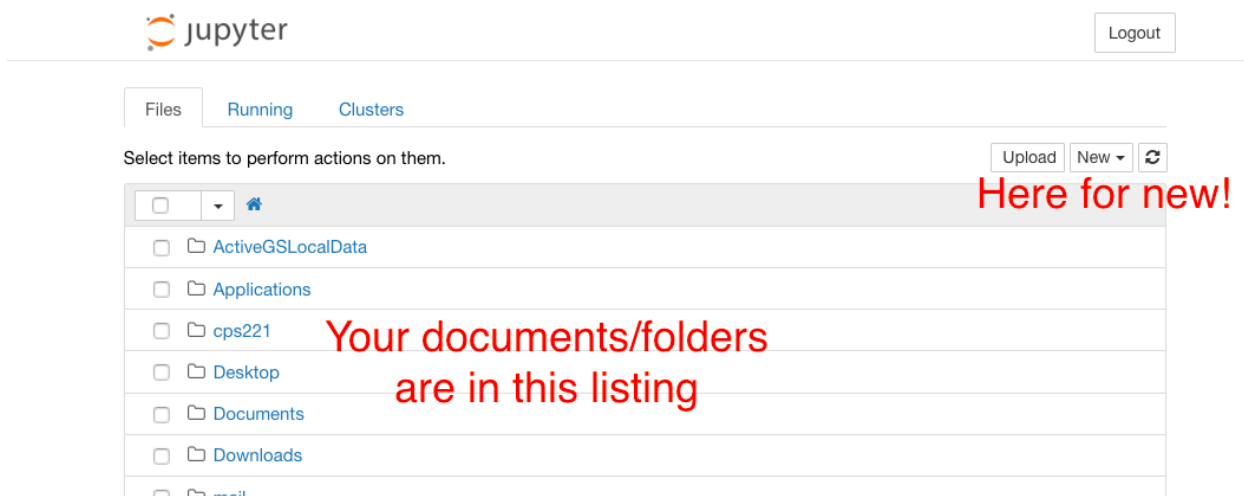 jupyter
Logout
Files Running Clusters
Select items to perform actions on them.
Upload New
Here for new!
ActiveGSLocalData
Applications
cps221
Your documents/folders
are in this listing
Desktop
Documents
Downloads